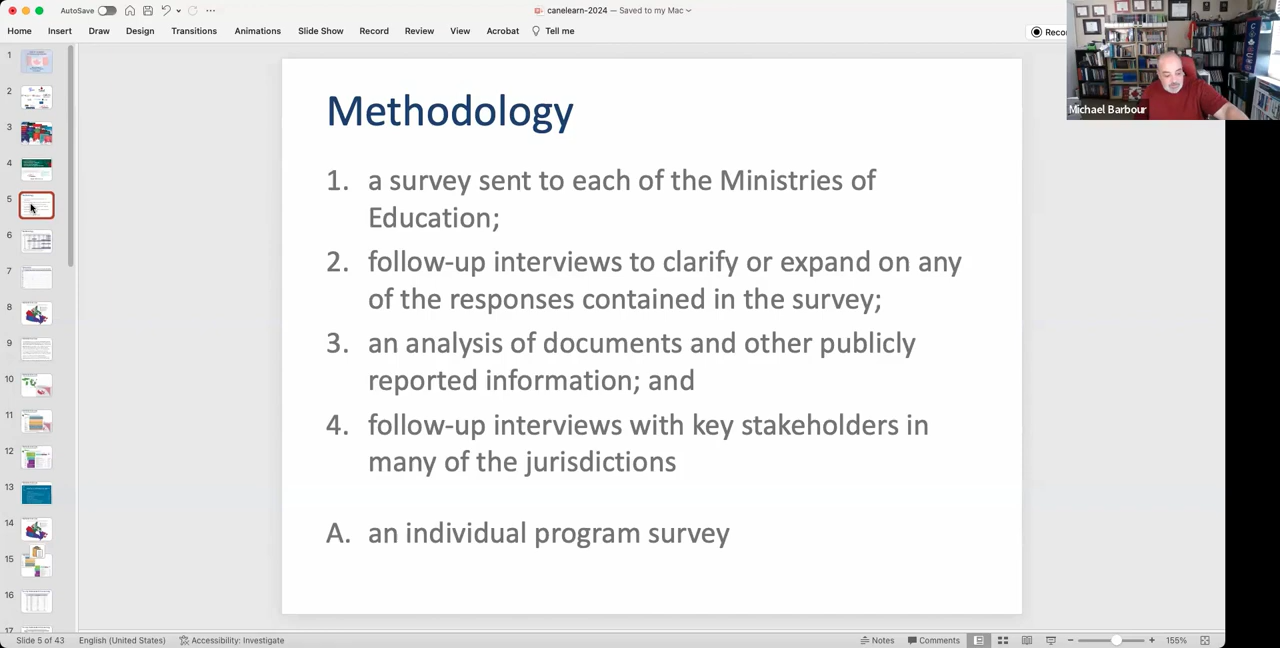 AutoSave
canelearn-2024 — Saved to my Mac
Home Insert Draw Design Transitions Animations Slide Show Record Review View Acrobat Tell me
Reco
Michael Barbour
1
2
3
4
5
6
7
8
9
10
11
12
13
14
15
16
17
Methodology
1. a survey sent to each of the Ministries of
Education;
2. follow-up interviews to clarify or expand on any
of the responses contained in the survey;
3. an analysis of documents and other publicly
reported information; and
4. follow-up interviews with key stakeholders in
many of the jurisdictions
A. an individual program survey
Slide 5 of 43 English (United States) Accessibility: Investigate Notes Comments 155%